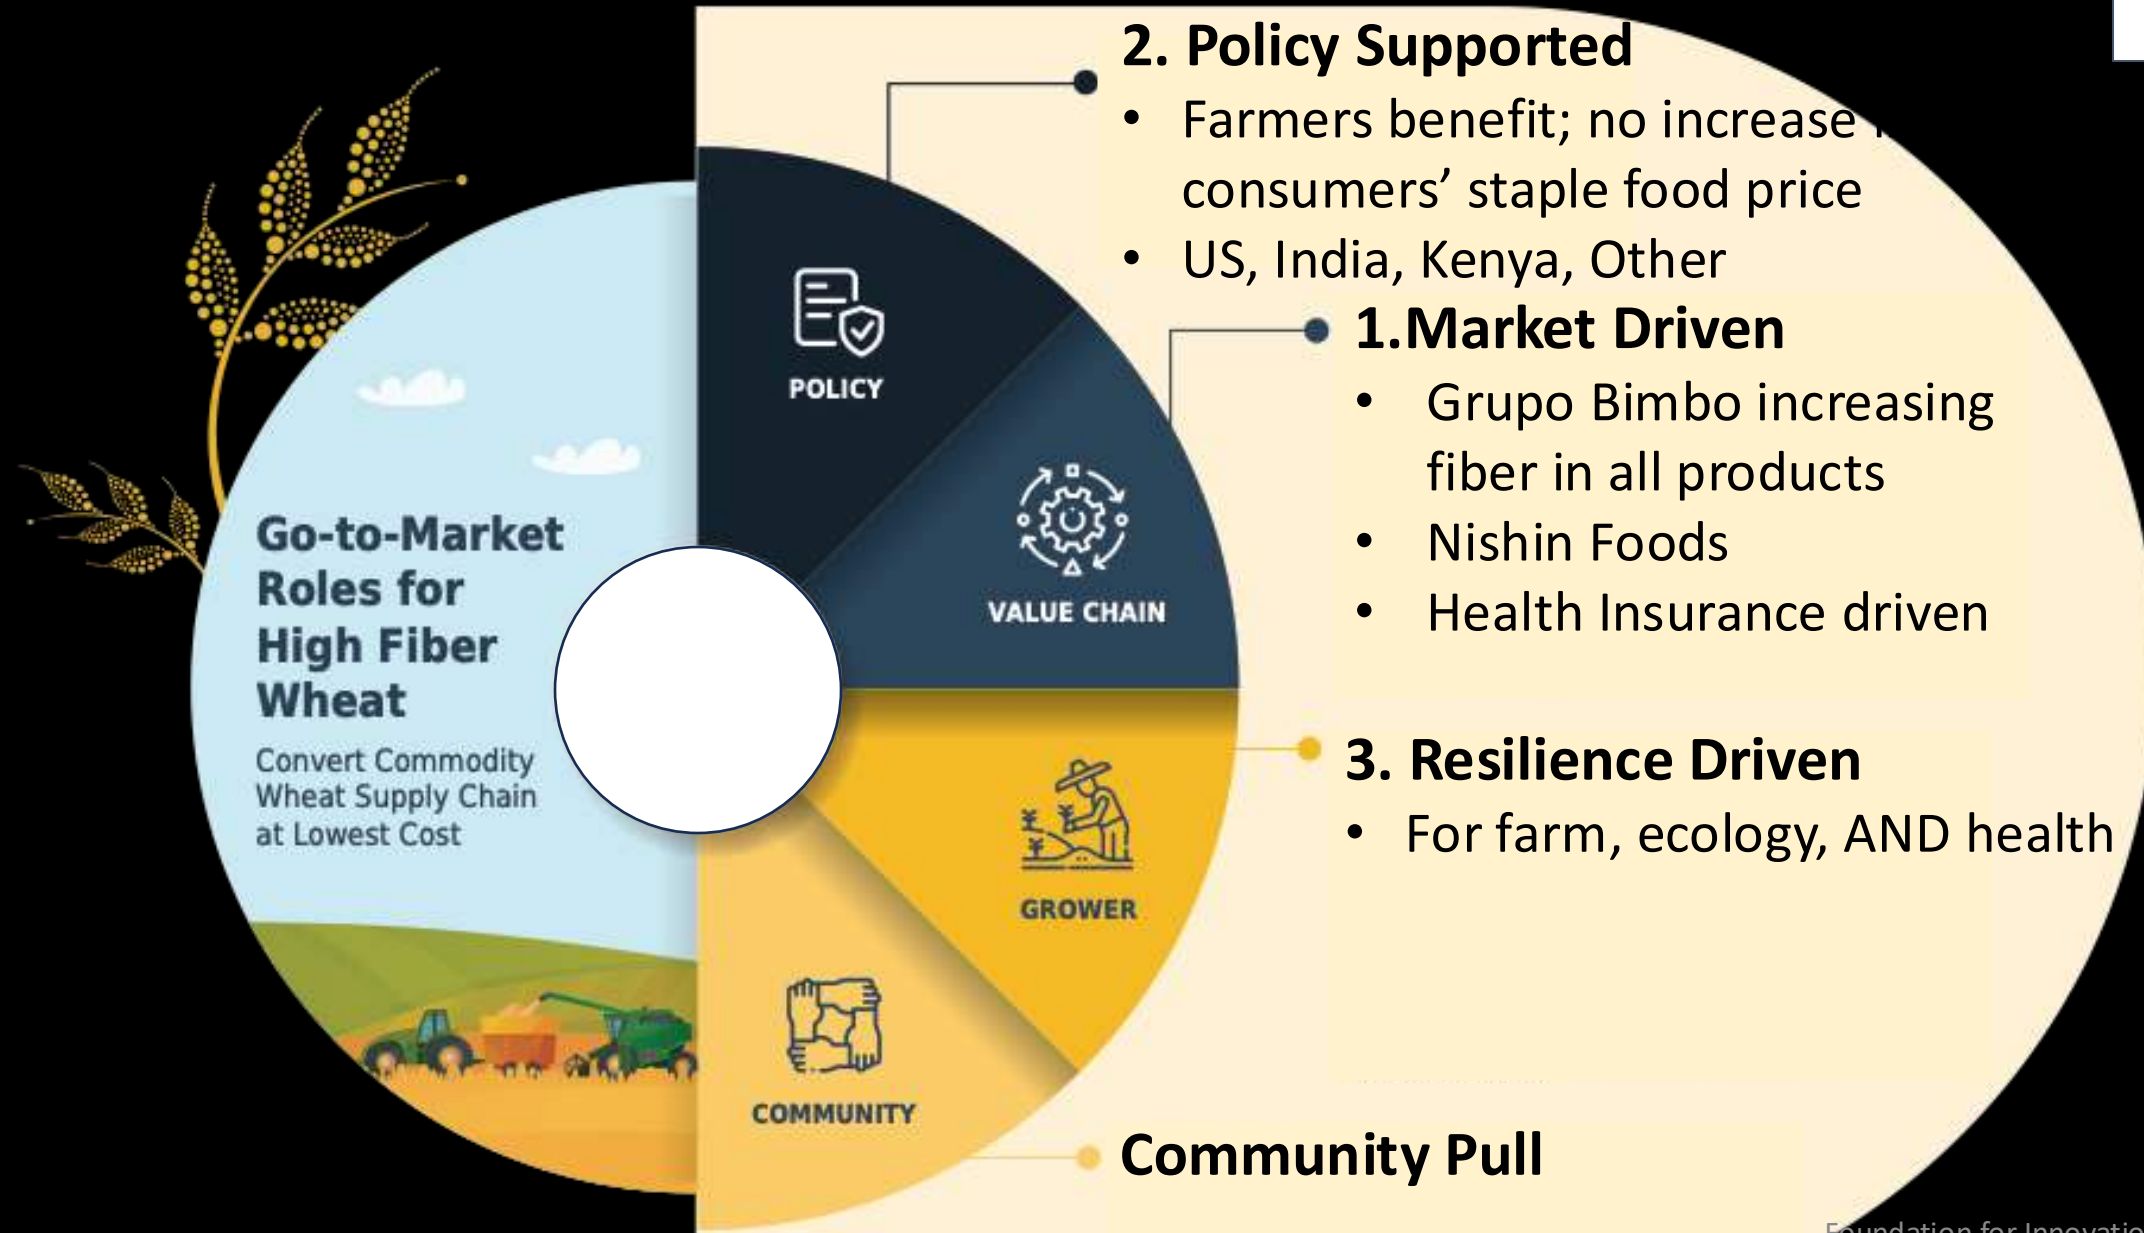 2. Policy Supported
• Farmers benefit; no increase
consumers’ staple food price
• US, India, Kenya, Other
POLICY
1.Market Driven
• Grupo Bimbo increasing
fiber in all products
• Nishin Foods
• Health Insurance driven
VALUE CHAIN
Go-to-Market
Roles for
High Fiber
Wheat
Convert Commodity
Wheat Supply Chain
at Lowest Cost
3. Resilience Driven
• For farm, ecology, AND health
GROWER
COMMUNITY
Community Pull
Foundation for